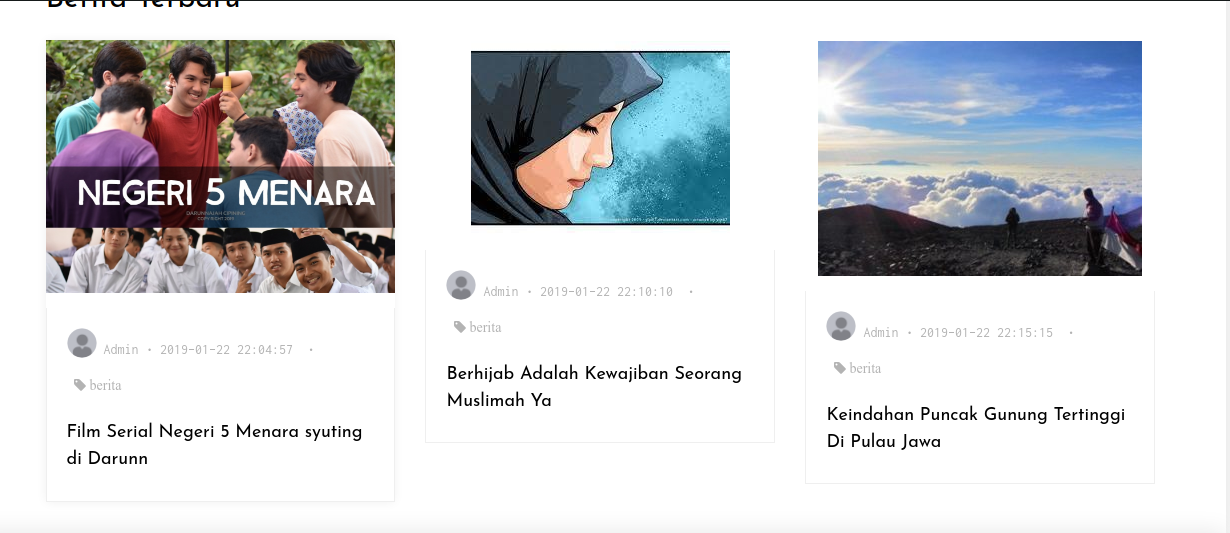 Berita Terbaru
NEGERI 5 MENARA
Admin • 2019-01-22 22:04:57 •
berita
Film Serial Negeri 5 Menara syuting
di Darunn
Admin • 2019-01-22 22:10:10 •
berita
Berhijab Adalah Kewajiban Seorang
Muslimah Ya
Admin • 2019-01-22 22:15:15 •
berita
Keindahan Puncak Gunung Tertinggi
Di Pulau Jawa